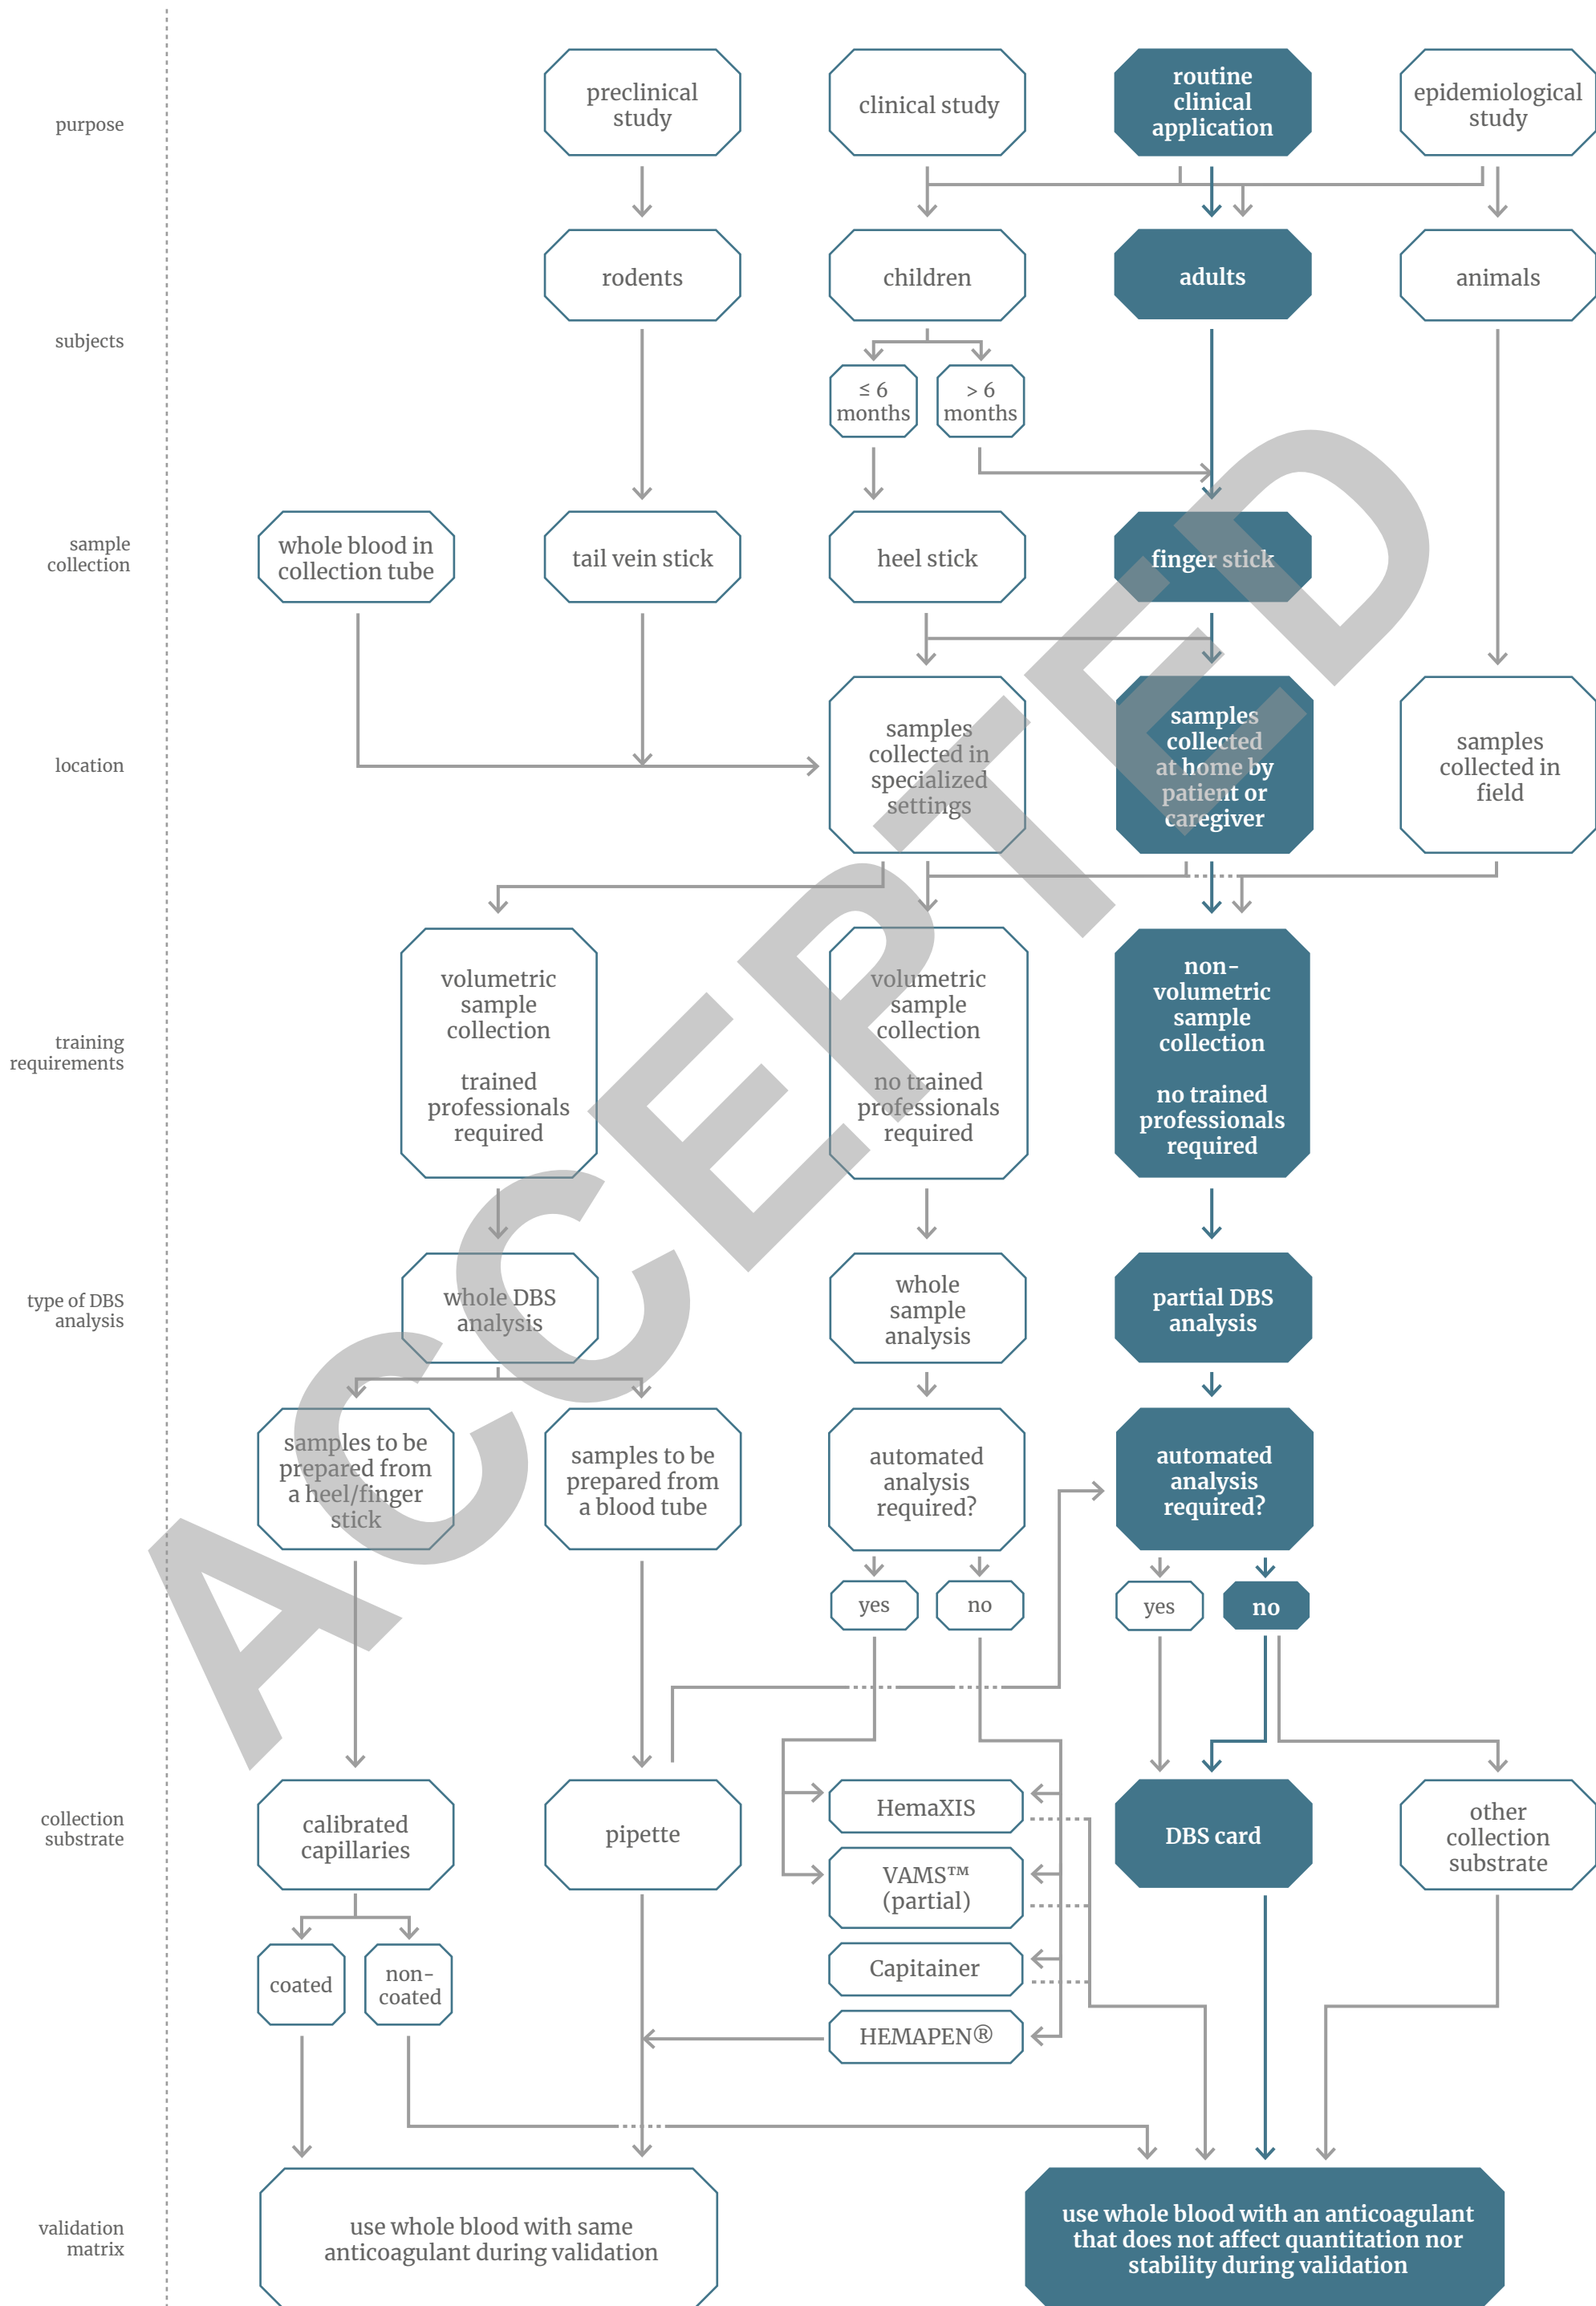 purpose
preclinical
study
clinical study
routine
clinical
application
epidemiological
study
subjects
rodents
children
adults
animals
≤ 6
months
> 6
months
sample
collection
whole blood in
collection tube
tail vein stick
heel stick
finger stick
location
samples
collected in
specialized
settings
samples
collected
at home by
patient or
caregiver
samples
collected in
field
training
requirements
volumetric
sample
collection
trained
professionals
required
volumetric
sample
collection
no trained
professionals
required
non-
volumetric
sample
collection
no trained
professionals
required
type of DBS
analysis
whole DBS
analysis
whole
sample
analysis
partial DBS
analysis
samples to be
prepared from
a heel/finger
stick
samples to be
prepared from
a blood tube
automated
analysis
required?
automated
analysis
required?
yes
no
yes
no
collection
substrate
calibrated
capillaries
pipette
HemaXIS
VAMS™
(partial)
Capitainer
HEMAPEN®
DBS card
other
collection
substrate
coated
non-
coated
validation
matrix
use whole blood with same
anticoagulant during validation
use whole blood with an anticoagulant
that does not affect quantitation nor
stability during validation
ACCEPTED